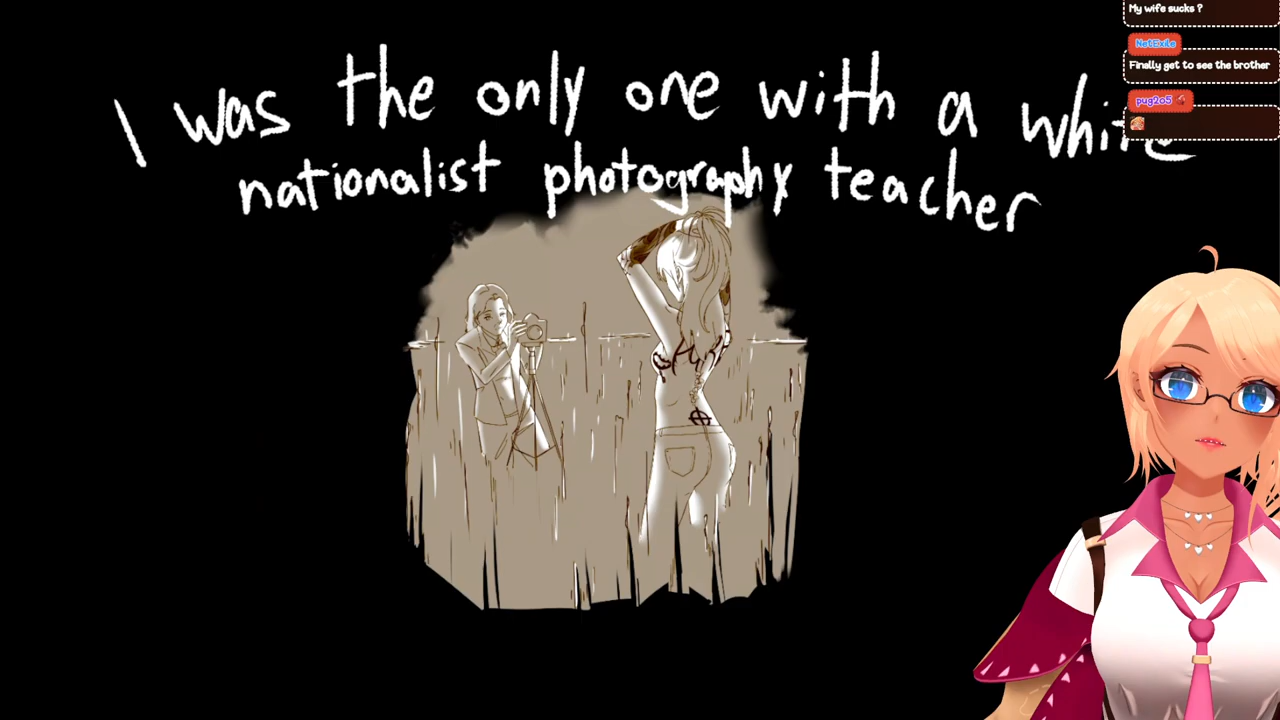 I was the only one with a white
nationalist photography teacher
My wife sucks ?
NetExile
Finally get to see the brother
pug2o5